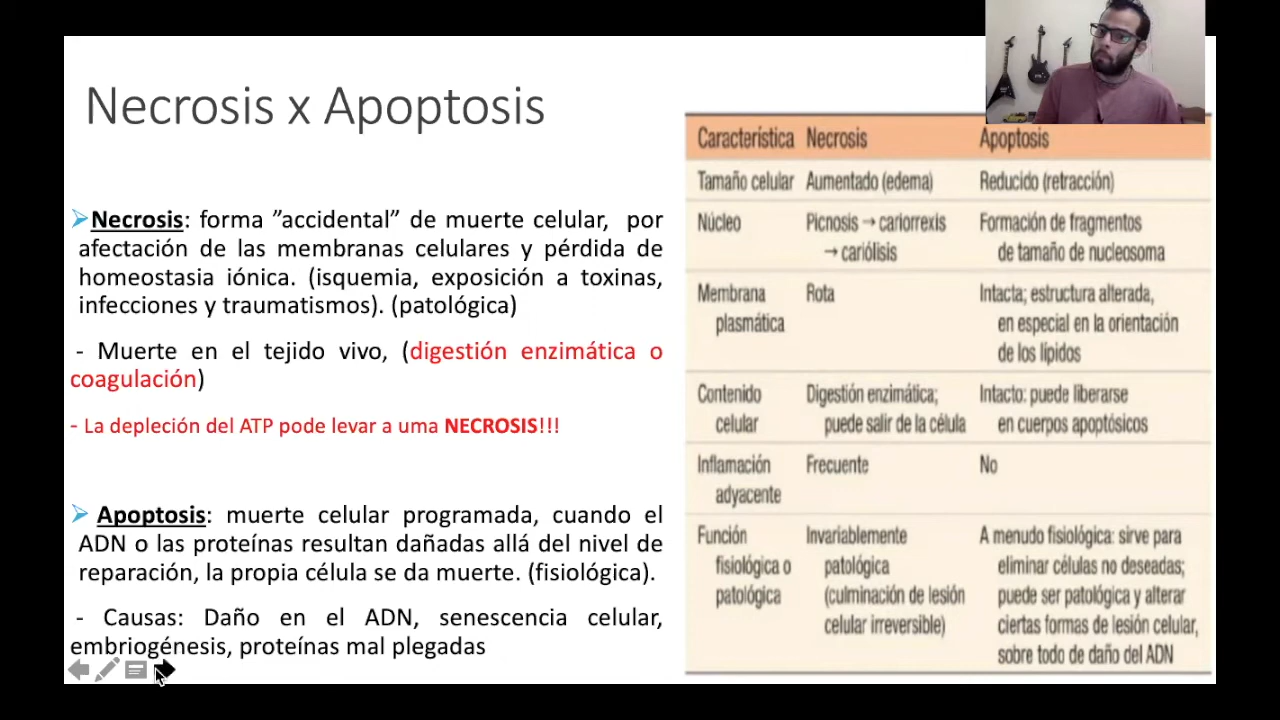 Necrosis x Apoptosis
➢Necrosis: forma ”accidental” de muerte celular, por
afectación de las membranas celulares y pérdida de
homeostasia iónica. (isquemia, exposición a toxinas,
infecciones y traumatismos). (patológica)
- Muerte en el tejido vivo, (digestión enzimática o
coagulación)
- La depleción del ATP pode levar a uma NECROSIS!!!
➢ Apoptosis: muerte celular programada, cuando el
ADN o las proteínas resultan dañadas allá del nivel de
reparación, la propia célula se da muerte. (fisiológica).
- Causas: Daño en el ADN, senescencia celular,
embriogénesis, proteínas mal plegadas
Característica Necrosis Apoptosis
Tamaño celular Aumentado (edema) Reducido (retracción)
Núcleo Picnosis → cariorrexis Formación de fragmentos
→ cariólisis de tamaño de nucleosoma
Membrana Rota Intacta; estructura alterada,
plasmática en especial en la orientación
de los lípidos
Contenido Digestión enzimática; Intacto: puede liberarse
celular puede salir de la célula en cuerpos apoptósicos
Inflamación Frecuente No
adyacente
Función Invariablemente A menudo fisiológica: sirve para
fisiológica o patológica eliminar células no deseadas;
patológica (culminación de lesión puede ser patológica y alterar
celular irreversible) ciertas formas de lesión celular,
sobre todo de daño del ADN